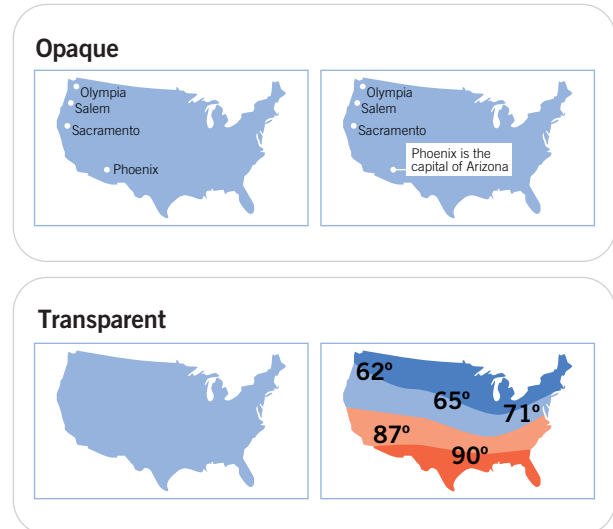 Opaque
Olympia
Salem
Sacramento
Phoenix
Olympia
Salem
Sacramento
Phoenix is the
capital of Arizona
Transparent
62º
65º
71º
87º
90º